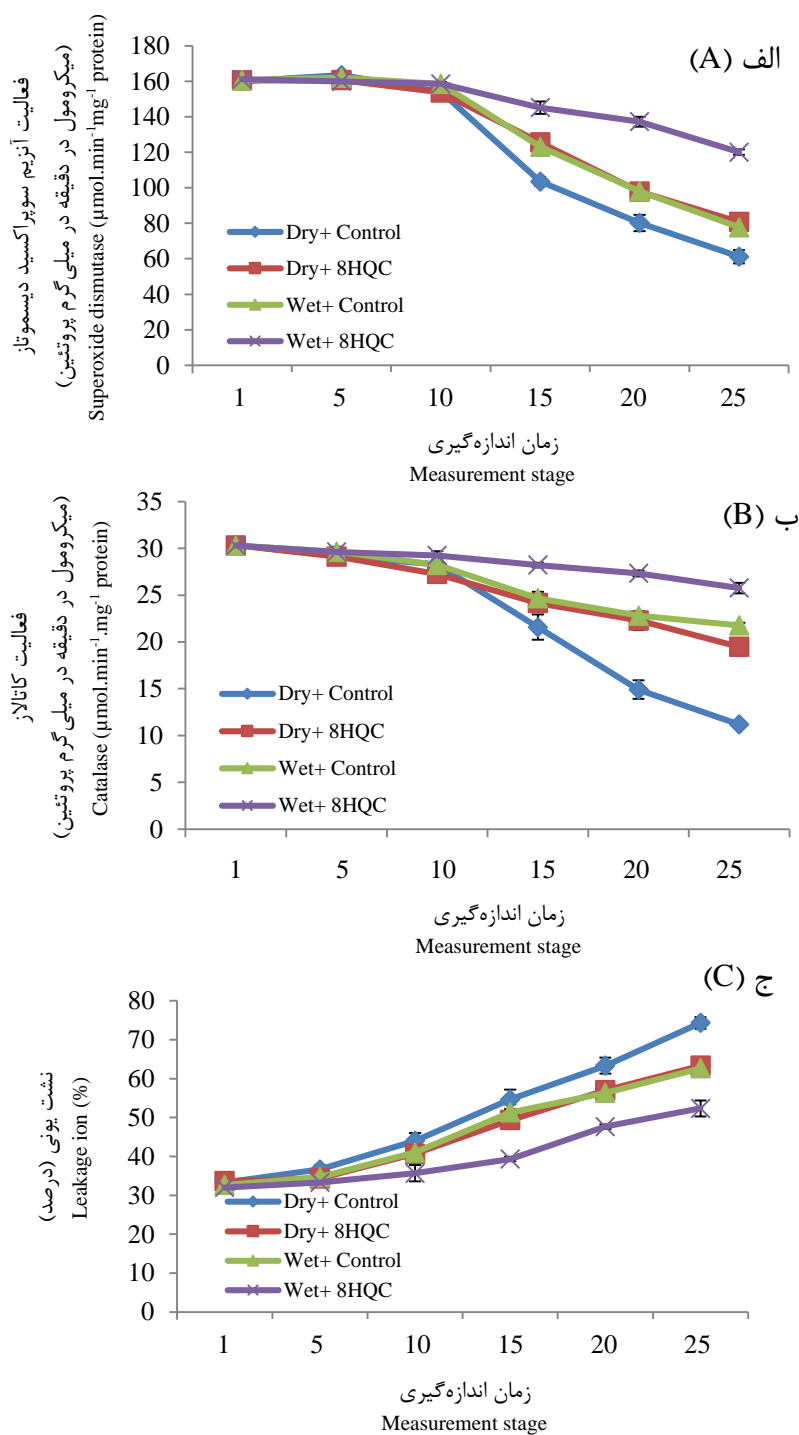 الف (A)
فعالیت آنزیم سوپراکسید دیسموتاز
(میکرومول در دقیقه در میلی‌گرم پروتئین)
Superoxide dismutase (µmol.min-1mg-1 protein)
180
160
140
120
100
80
60
40
20
0
Dry+ Control
Dry+ 8HQC
Wet+ Control
Wet+ 8HQC
1 5 10 15 20 25
زمان اندازه‌گیری
Measurement stage
ب (B)
فعالیت کاتالاز
(میکرومول در دقیقه در میلی‌گرم پروتئین)
Catalase (µmol.min-1.mg-1 protein)
35
30
25
20
15
10
5
0
Dry+ Control
Dry+ 8HQC
Wet+ Control
Wet+ 8HQC
1 5 10 15 20 25
زمان اندازه‌گیری
Measurement stage
ج (C)
نشت یونی (درصد)
Leakage ion (%)
80
70
60
50
40
30
20
10
0
Dry+ Control
Dry+ 8HQC
Wet+ Control
Wet+ 8HQC
1 5 10 15 20 25
زمان اندازه‌گیری
Measurement stage